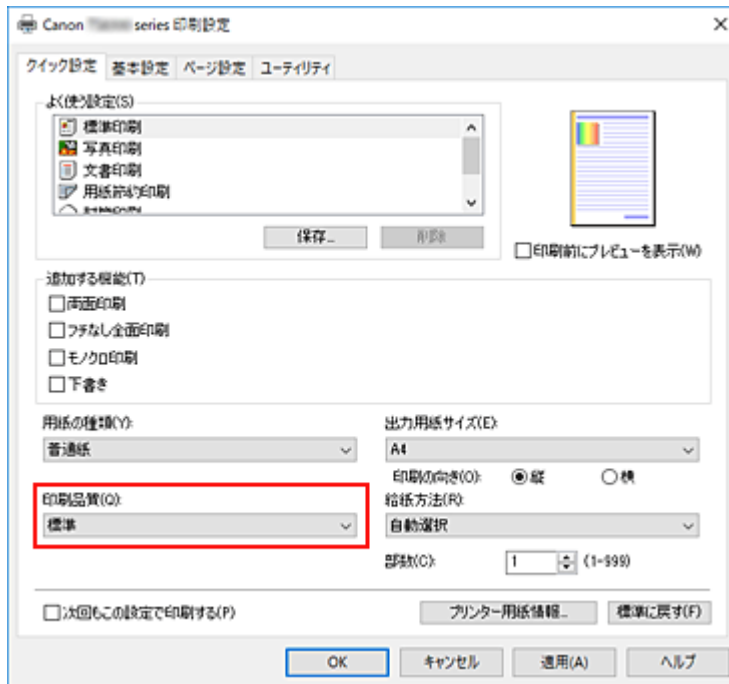 Canon series 印刷設定
クイック設定 基本設定 ページ設定 ユーティリティ
よく使う設定(S)
標準印刷
写真印刷
文書印刷
用紙節約印刷
保存...
削除
印刷前にプレビューを表示(W)
追加する機能(T)
両面印刷
フチなし全面印刷
モノクロ印刷
下書き
用紙の種類(Y):
普通紙
出力用紙サイズ(E):
A4
印刷の向き(O): 縦 横
印刷品質(Q):
標準
給紙方法(R):
自動選択
部数(C): 1 (1-999)
次回もこの設定で印刷する(P)
プリンター用紙情報... 標準に戻す(F)
OK キャンセル 適用(A) ヘルプ